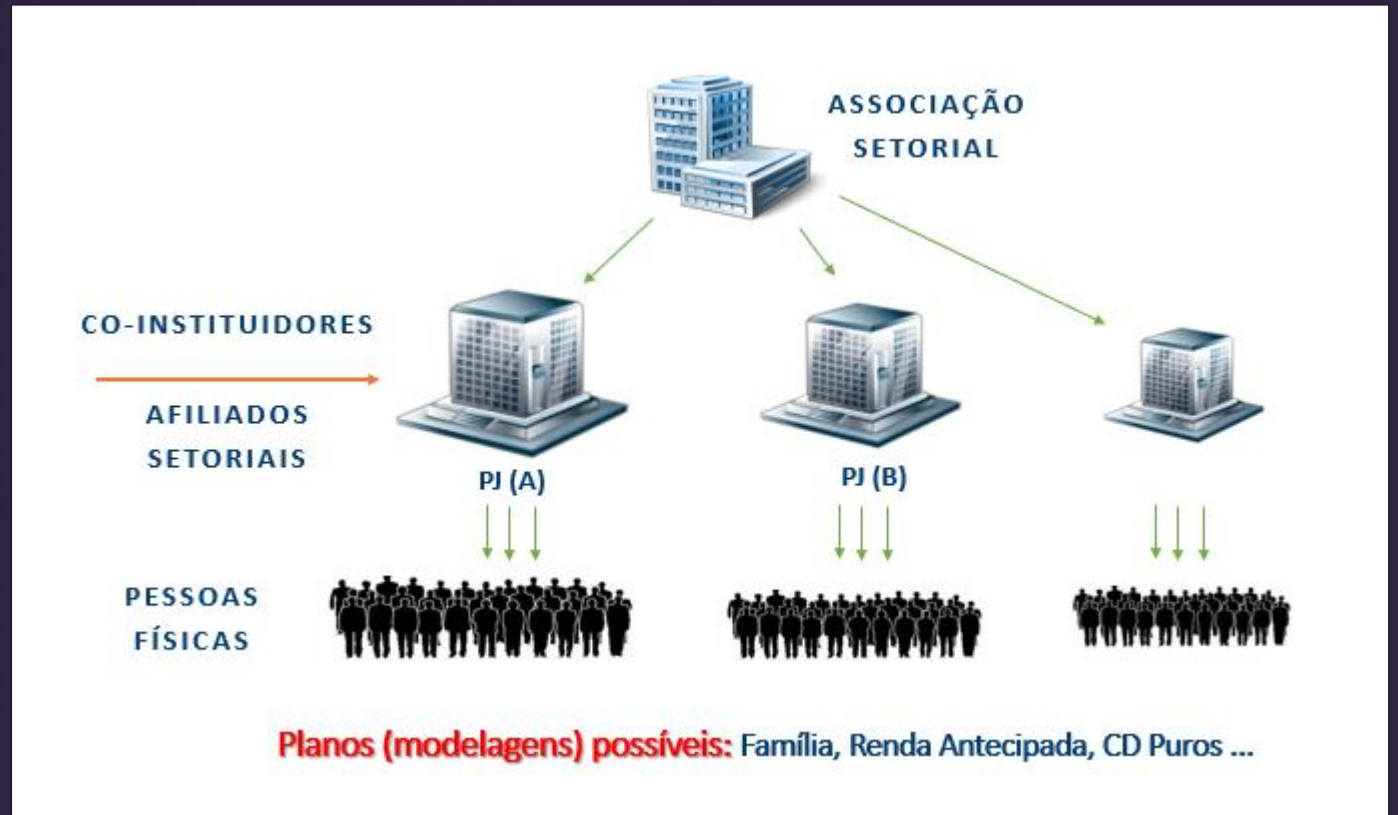 ASSOCIAÇÃO
SETORIAL
CO-INSTITUIDORES
AFILIADOS
SETORIAIS
PJ (A)
PJ (B)
PESSOAS
FÍSICAS
Planos (modelagens) possíveis: Família, Renda Antecipada, CD Puros ...